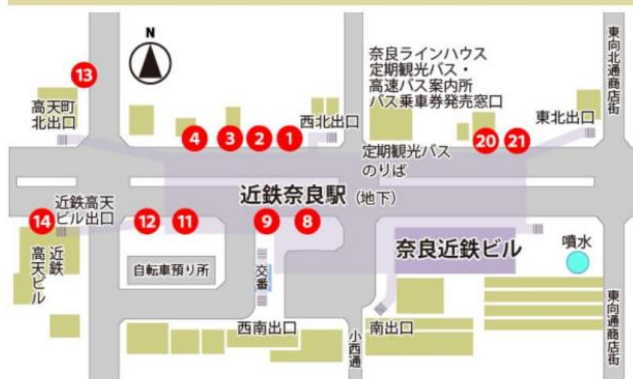 N
13
高天町
北出口
4
3
2
1
西北出口
奈良ラインハウス
定期観光バス・
高速バス案内所
バス乗車券発売窓口
20
21
東北出口
東向北通商店街
定期観光バス
のりば
近鉄奈良駅(地下)
近鉄高天
ビル出口
14
12
11
9
8
近鉄
高天ビル
自転車預り所
交番
奈良近鉄ビル
噴水
西南出口
小西通
南出口
東向通商店街